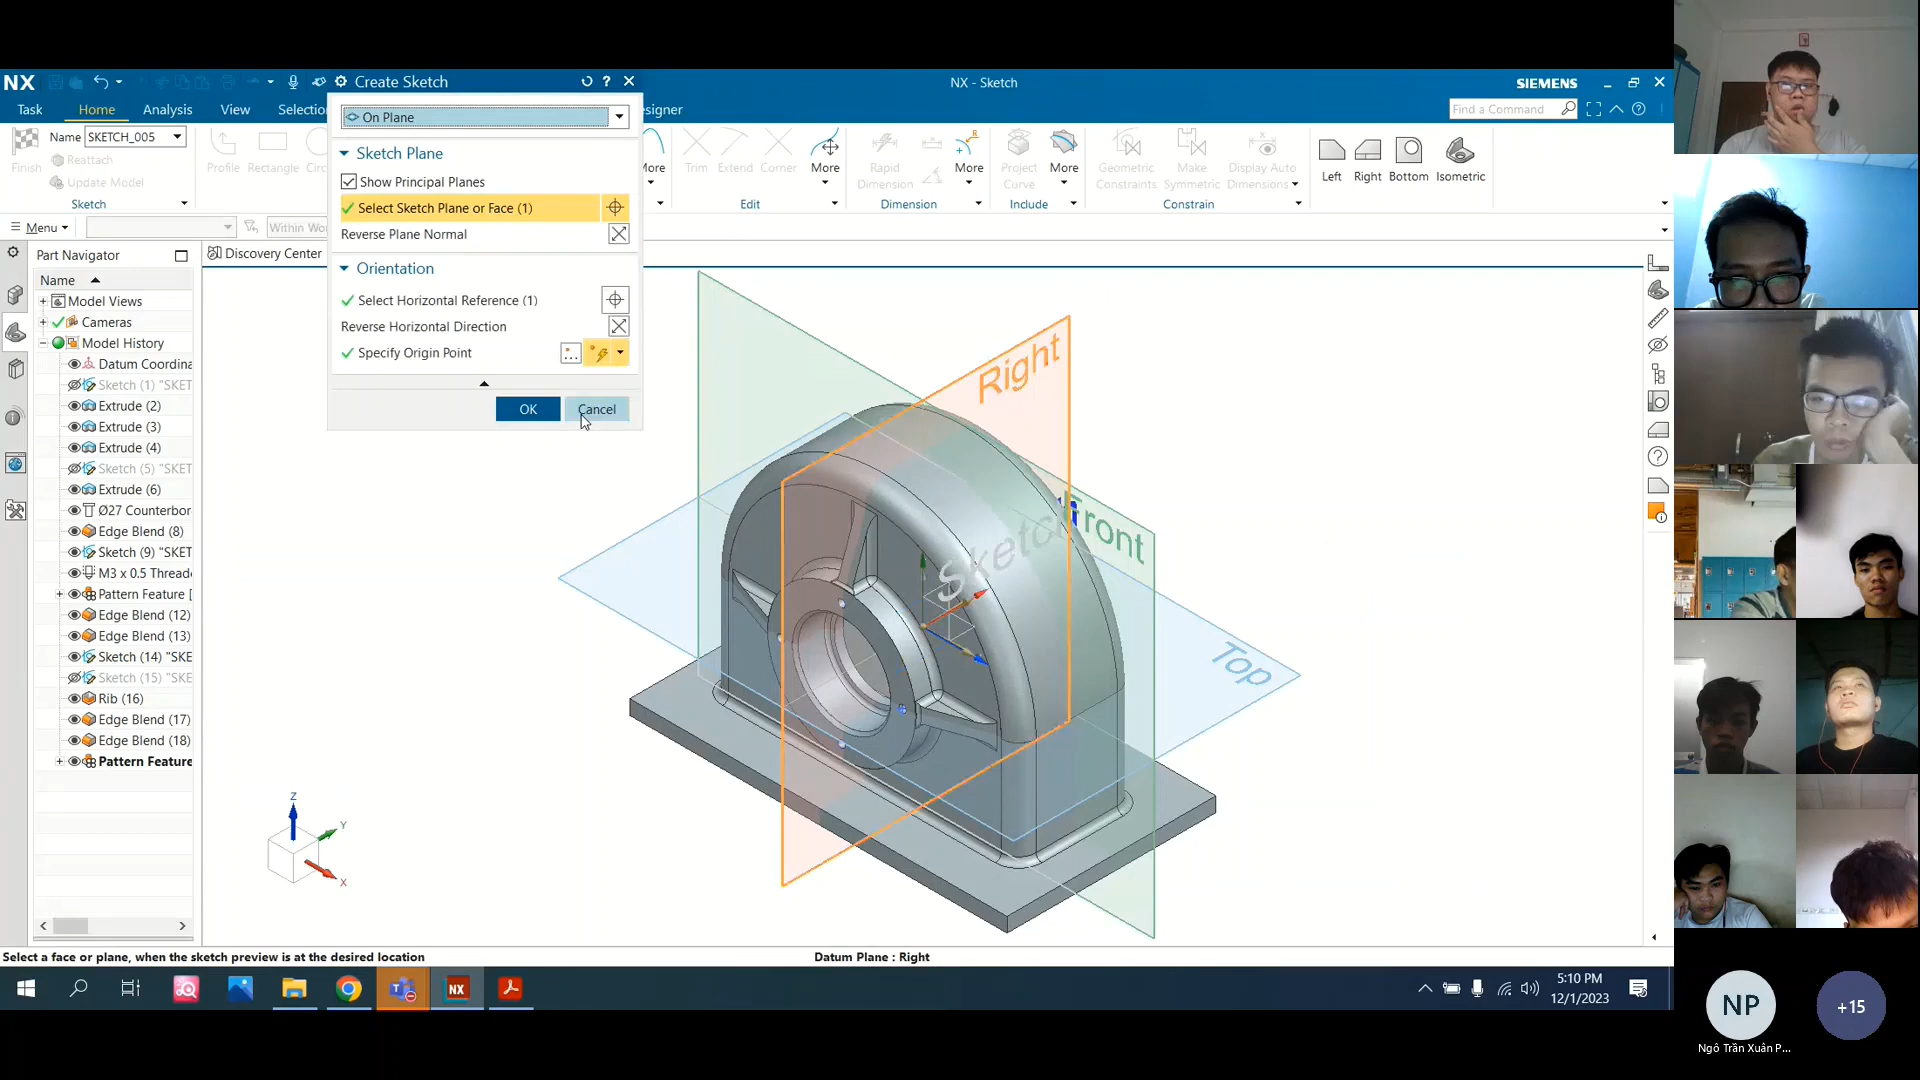 NX
Create Sketch
NX - Sketch
SIEMENS
Task
Home
Analysis
View
Selectio
esigner
Find a Command
Name SKETCH_005
Finish
Reattach
Update Model
Sketch
Profile
Rectangle
Circ
More
Trim
Extend
Corner
More
Edit
Rapid
Dimension
More
Dimension
Project
Curve
More
Include
Geometric
Constraints
Make
Symmetric
Display Auto
Dimensions
Constrain
Left
Right
Bottom
Isometric
On Plane
Sketch Plane
Show Principal Planes
Select Sketch Plane or Face (1)
Reverse Plane Normal
Orientation
Select Horizontal Reference (1)
Reverse Horizontal Direction
Specify Origin Point
OK
Cancel
Menu
Within Wo
Part Navigator
Discovery Center
Name
Model Views
Cameras
Model History
Datum Coordina
Sketch (1) "SKET
Extrude (2)
Extrude (3)
Extrude (4)
Sketch (5) "SKET
Extrude (6)
Ø27 Counterbor
Edge Blend (8)
Sketch (9) "SKET
M3 x 0.5 Threade
Pattern Feature [
Edge Blend (12)
Edge Blend (13)
Sketch (14) "SKE
Sketch (15) "SKE
Rib (16)
Edge Blend (17)
Edge Blend (18)
Pattern Feature
Right
Front
Sketch
Top
Z
Y
X
Select a face or plane, when the sketch preview is at the desired location
Datum Plane : Right
NX
5:10 PM
12/1/2023
NP
+15
Ngô Trần Xuân P...